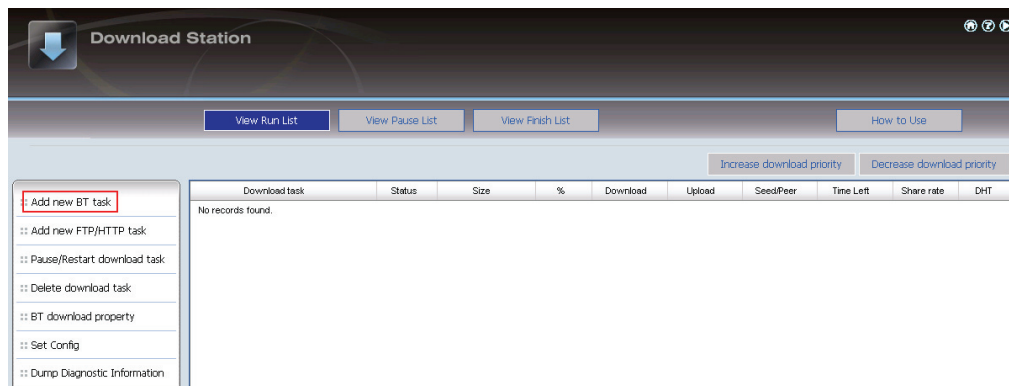 Download Station
View Run List View Pause List View Finish List How to Use
Increase download priority Decrease download priority
Download task Status Size % Download Upload Seed/Peer Time Left Share rate DHT
No records found.
Add new BT task
Add new FTP/HTTP task
Pause/Restart download task
Delete download task
BT download property
Set Config
Dump Diagnostic Information